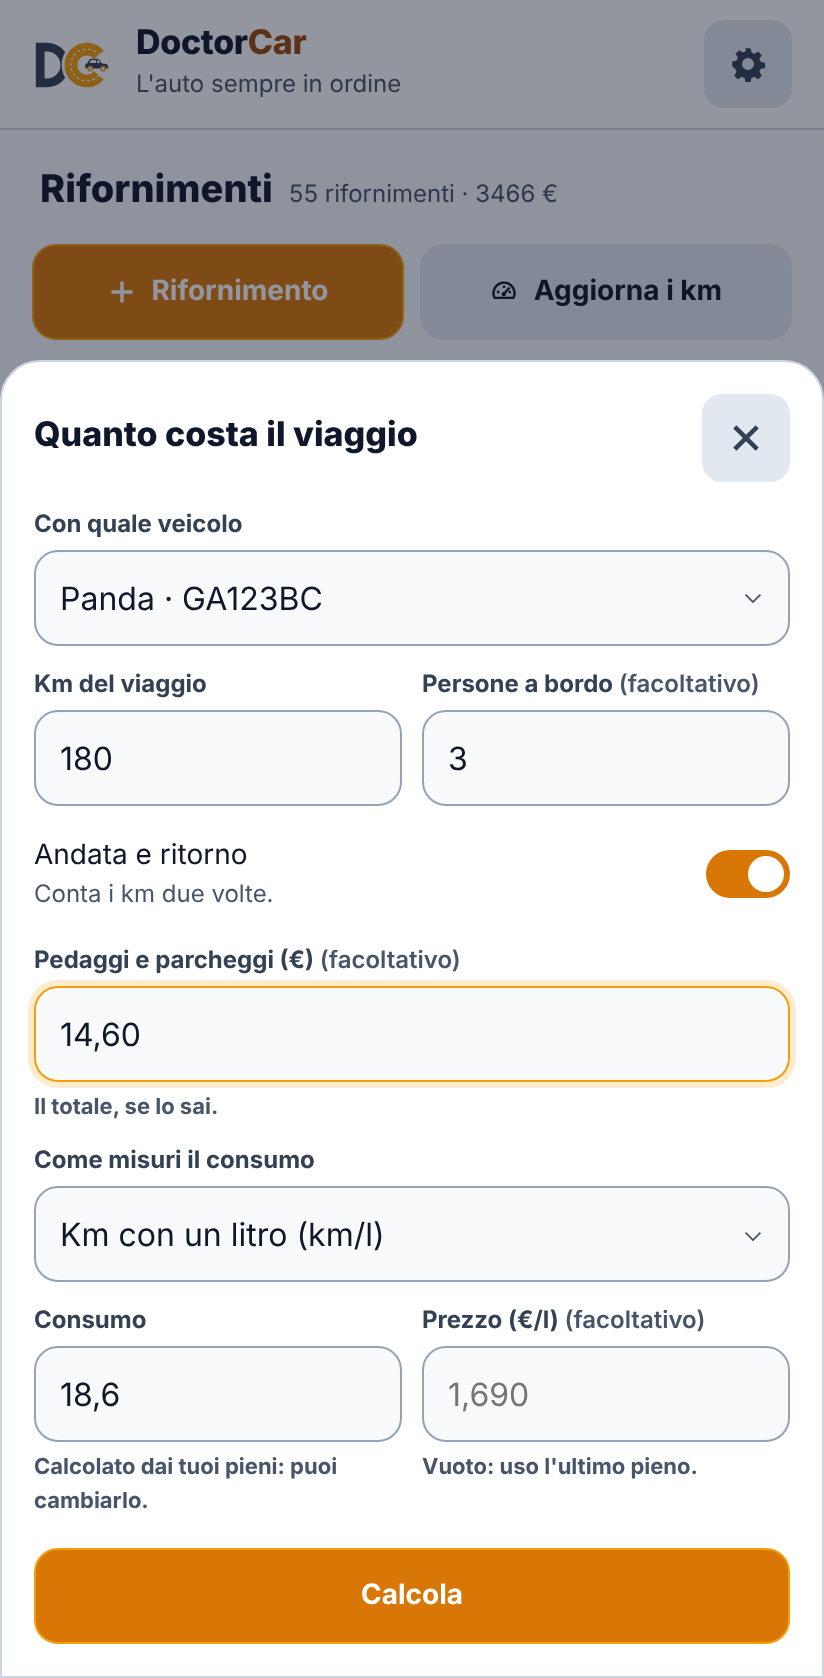 DC
DoctorCar
L'auto sempre in ordine
Rifornimenti 55 rifornimenti · 3466 €
+ Rifornimento
Aggiorna i km
Quanto costa il viaggio
Con quale veicolo
Panda · GA123BC
Km del viaggio
Persone a bordo (facoltativo)
180
3
Andata e ritorno
Conta i km due volte.
Pedaggi e parcheggi (€) (facoltativo)
14,60
Il totale, se lo sai.
Come misuri il consumo
Km con un litro (km/l)
Consumo
Prezzo (€/l) (facoltativo)
18,6
1,690
Calcolato dai tuoi pieni: puoi
cambiarlo.
Vuoto: uso l'ultimo pieno.
Calcola